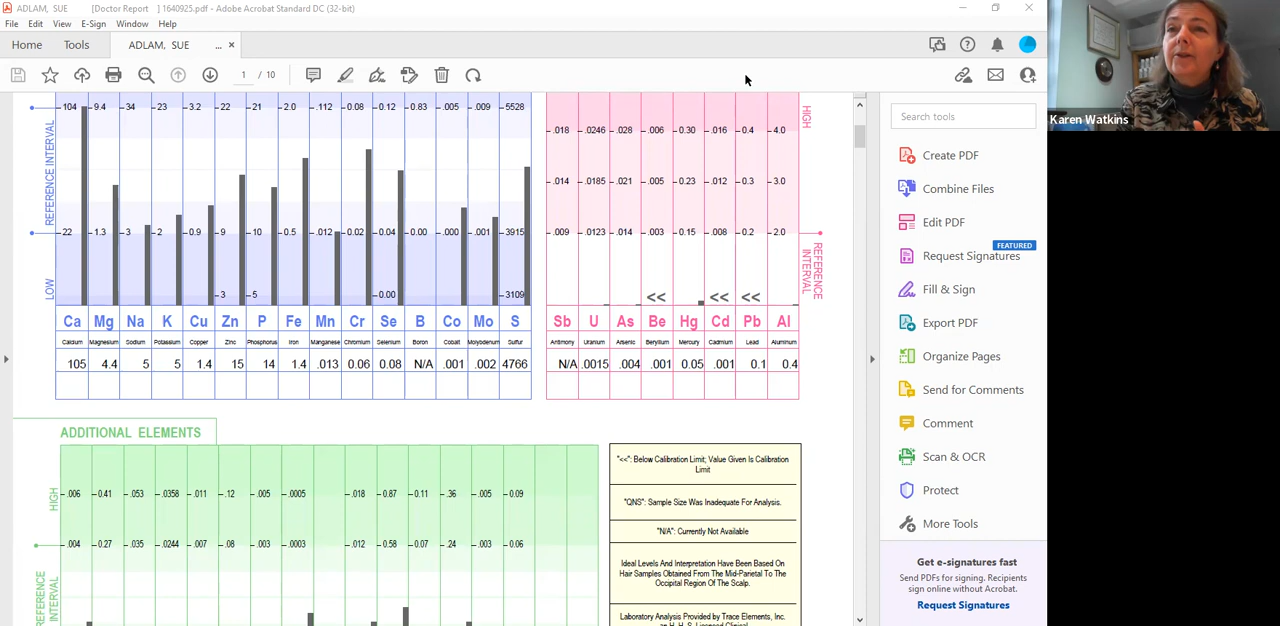 ADLAM, SUE [Doctor Report ] 1640925.pdf - Adobe Acrobat Standard DC (32-bit)
File Edit View E-Sign Window Help
Home Tools ADLAM, SUE ... ×
1 / 10
Karen Watkins
REFERENCE INTERVAL
LOW
104 9.4 34 23 3.2 22 21 2.0 .112 0.08 0.12 0.83 .005 .009 5528
22 1.3 3 2 0.9 9 10 0.5 .012 0.02 0.04 0.00 .000 .001 3915
3 5 0.00 3109
Ca Mg Na K Cu Zn P Fe Mn Cr Se B Co Mo S
Calcium Magnesium Sodium Potassium Copper Zinc Phosphorus Iron Manganese Chromium Selenium Boron Cobalt Molybdenum Sulfur
105 4.4 5 5 1.4 15 14 1.4 .013 0.06 0.08 N/A .001 .002 4766
HIGH
REFERENCE INTERVAL
.018 .0246 .028 .006 0.30 .016 0.4 4.0
.014 .0185 .021 .005 0.23 .012 0.3 3.0
.009 .0123 .014 .003 0.15 .008 0.2 2.0
<< << <<
Sb U As Be Hg Cd Pb Al
Antimony Uranium Arsenic Beryllium Mercury Cadmium Lead Aluminum
N/A .0015 .004 .001 0.05 .001 0.1 0.4
ADDITIONAL ELEMENTS
HIGH
REFERENCE INTERVAL
.006 0.41 .053 .0358 .011 .12 .005 .0005 .018 0.87 0.11 .36 .005 0.09
.004 0.27 .035 .0244 .007 .08 .003 .0003 .012 0.58 0.07 .24 .003 0.06
"<<": Below Calibration Limit; Value Given Is Calibration
Limit
"QNS": Sample Size Was Inadequate For Analysis.
"N/A": Currently Not Available
Ideal Levels And Interpretation Have Been Based On
Hair Samples Obtained From The Mid-Parietal To The
Occipital Region Of The Scalp.
Laboratory Analysis Provided by Trace Elements, Inc.
an H. H. S. Licensed Clinical
Search tools
Create PDF
Combine Files
Edit PDF
FEATURED
Request Signatures
Fill & Sign
Export PDF
Organize Pages
Send for Comments
Comment
Scan & OCR
Protect
More Tools
Get e-signatures fast
Send PDFs for signing. Recipients
sign online without Acrobat.
Request Signatures